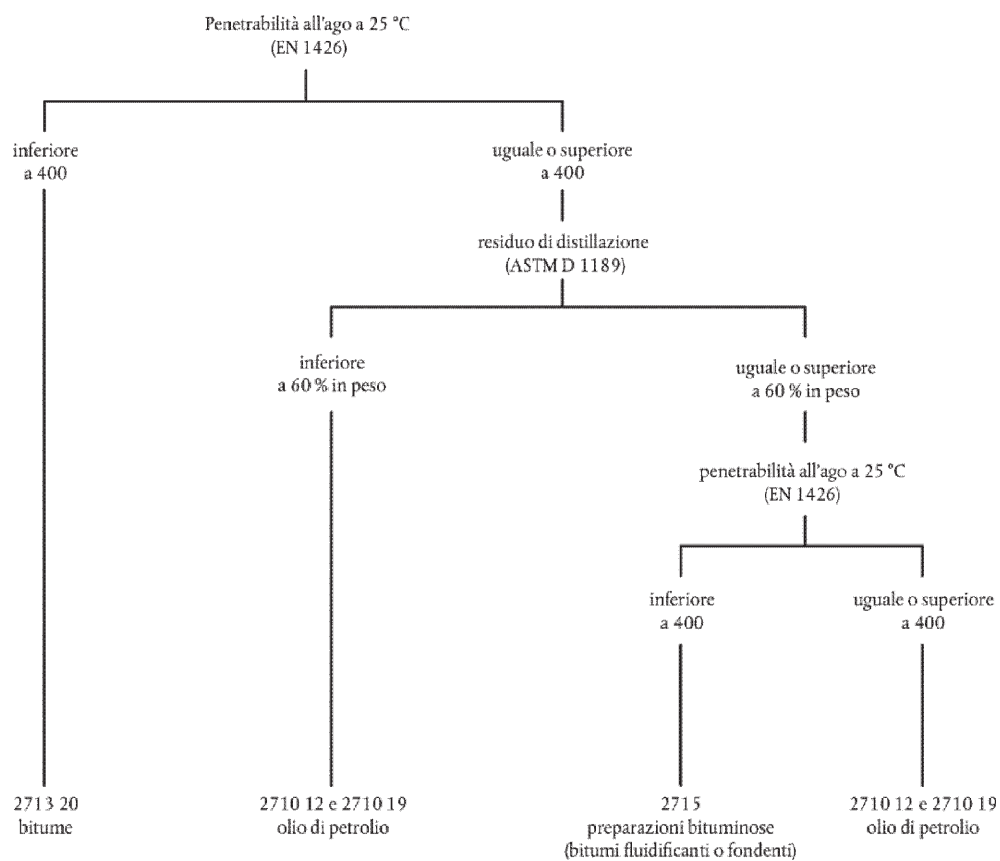 Penetrabilità all'ago a 25 °C
(EN 1426)
inferiore
a 400
uguale o superiore
a 400
residuo di distillazione
(ASTM D 1189)
inferiore
a 60 % in peso
uguale o superiore
a 60 % in peso
penetrabilità all'ago a 25 °C
(EN 1426)
inferiore
a 400
uguale o superiore
a 400
2713 20
bitume
2710 12 e 2710 19
olio di petrolio
2715
preparazioni bituminose
(bitumi fluidificanti o fondenti)
2710 12 e 2710 19
olio di petrolio